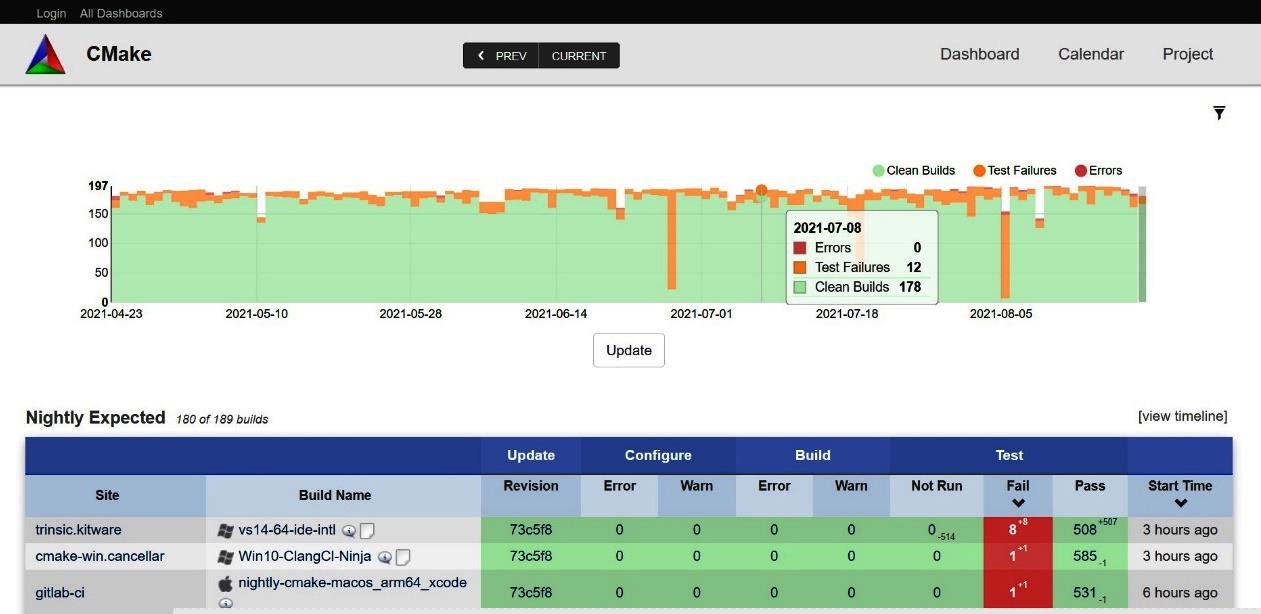 Login All Dashboards
CMake PREV CURRENT Dashboard Calendar Project
Clean Builds Test Failures Errors
197
150
100
50
0
2021-07-08
Errors 0
Test Failures 12
Clean Builds 178
2021-04-23 2021-05-10 2021-05-28 2021-06-14 2021-07-01 2021-07-18 2021-08-05
Update
Nightly Expected 180 of 189 builds [view timeline]
Update Configure Build Test
Site Build Name Revision Error Warn Error Warn Not Run Fail Pass Start Time
trinsic.kitware vs14-64-ide-intl 73c5f8 0 0 0 0 0 -514 8 +8 508 +507 3 hours ago
cmake-win.cancellar Win10-ClangCl-Ninja 73c5f8 0 0 0 0 0 1 +1 585 -1 3 hours ago
gitlab-ci nightly-cmake-macos_arm64_xcode 73c5f8 0 0 0 0 0 1 +1 531 -1 6 hours ago